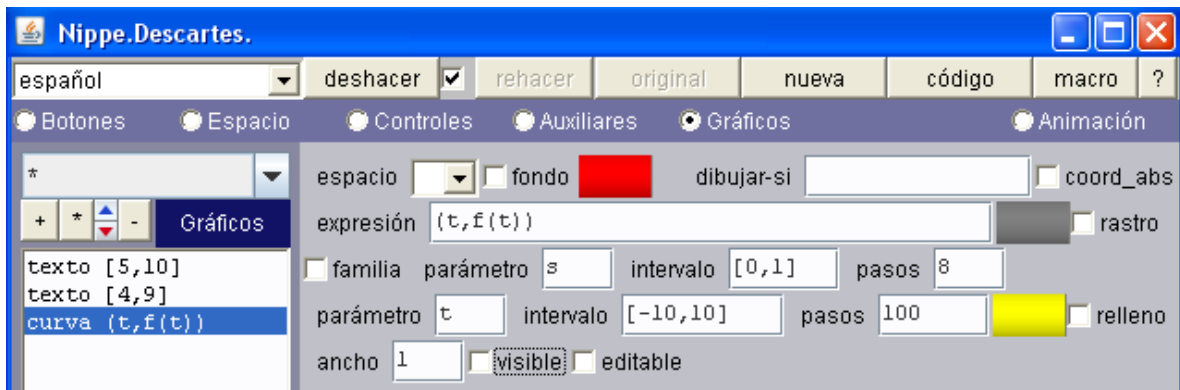 Nippe.Descartes.
español deshacer rehacer original nueva código macro ?
Botones Espacio Controles Auxiliares Gráficos Animación
* espacio fondo dibujar-si coord_abs
+ * - Gráficos expresión (t,f(t)) rastro
texto [5,10] familia parámetro s intervalo [0,1] pasos 8
texto [4,9]
curva (t,f(t)) parámetro t intervalo [-10,10] pasos 100 relleno
ancho 1 visible editable